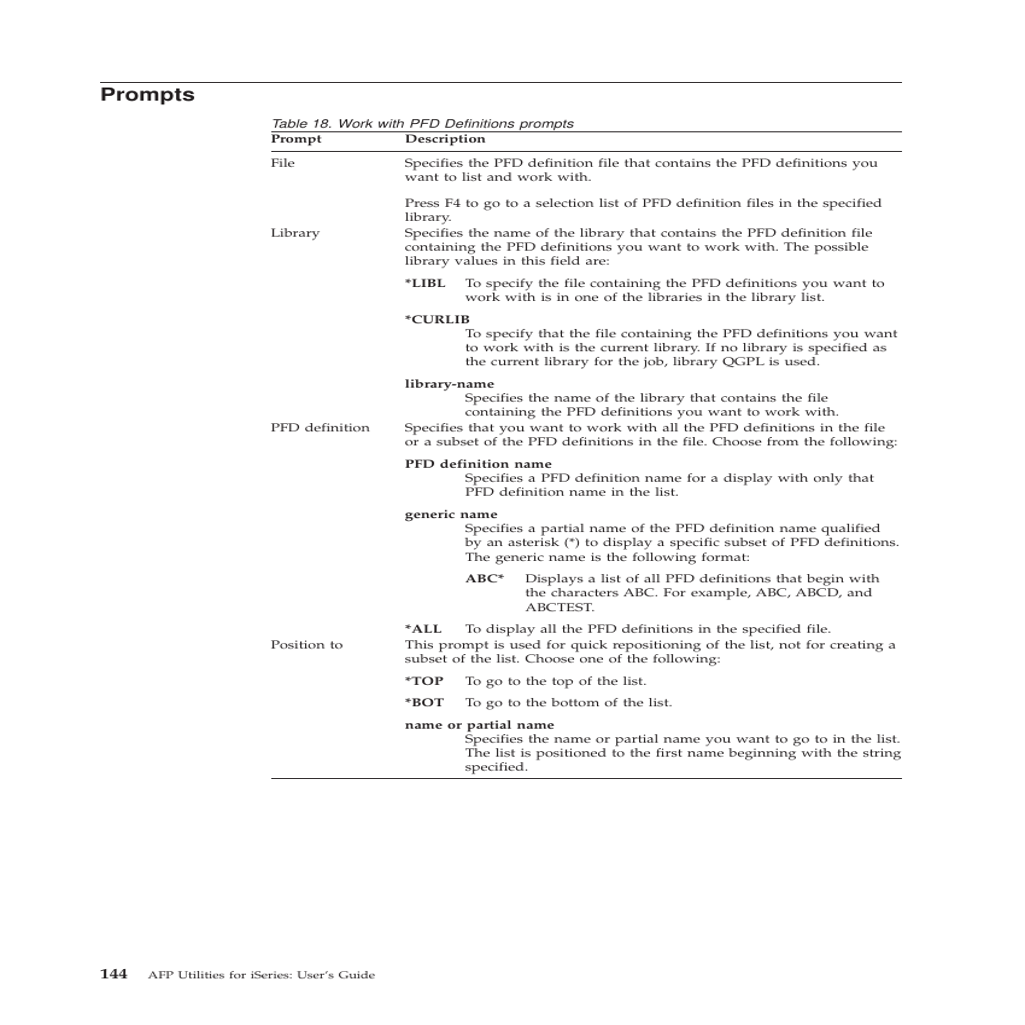 Prompts
Table 18. Work with PFD Definitions prompts
Prompt Description
File Specifies the PFD definition file that contains the PFD definitions you
want to list and work with.
Press F4 to go to a selection list of PFD definition files in the specified
library.
Library Specifies the name of the library that contains the PFD definition file
containing the PFD definitions you want to work with. The possible
library values in this field are:
*LIBL To specify the file containing the PFD definitions you want to
work with is in one of the libraries in the library list.
*CURLIB
To specify that the file containing the PFD definitions you want
to work with is the current library. If no library is specified as
the current library for the job, library QGPL is used.
library-name
Specifies the name of the library that contains the file
containing the PFD definitions you want to work with.
PFD definition Specifies that you want to work with all the PFD definitions in the file
or a subset of the PFD definitions in the file. Choose from the following:
PFD definition name
Specifies a PFD definition name for a display with only that
PFD definition name in the list.
generic name
Specifies a partial name of the PFD definition name qualified
by an asterisk (*) to display a specific subset of PFD definitions.
The generic name is the following format:
ABC* Displays a list of all PFD definitions that begin with
the characters ABC. For example, ABC, ABCD, and
ABCTEST.
*ALL To display all the PFD definitions in the specified file.
Position to This prompt is used for quick repositioning of the list, not for creating a
subset of the list. Choose one of the following:
*TOP To go to the top of the list.
*BOT To go to the bottom of the list.
name or partial name
Specifies the name or partial name you want to go to in the list.
The list is positioned to the first name beginning with the string
specified.
144 AFP Utilities for iSeries: User's Guide